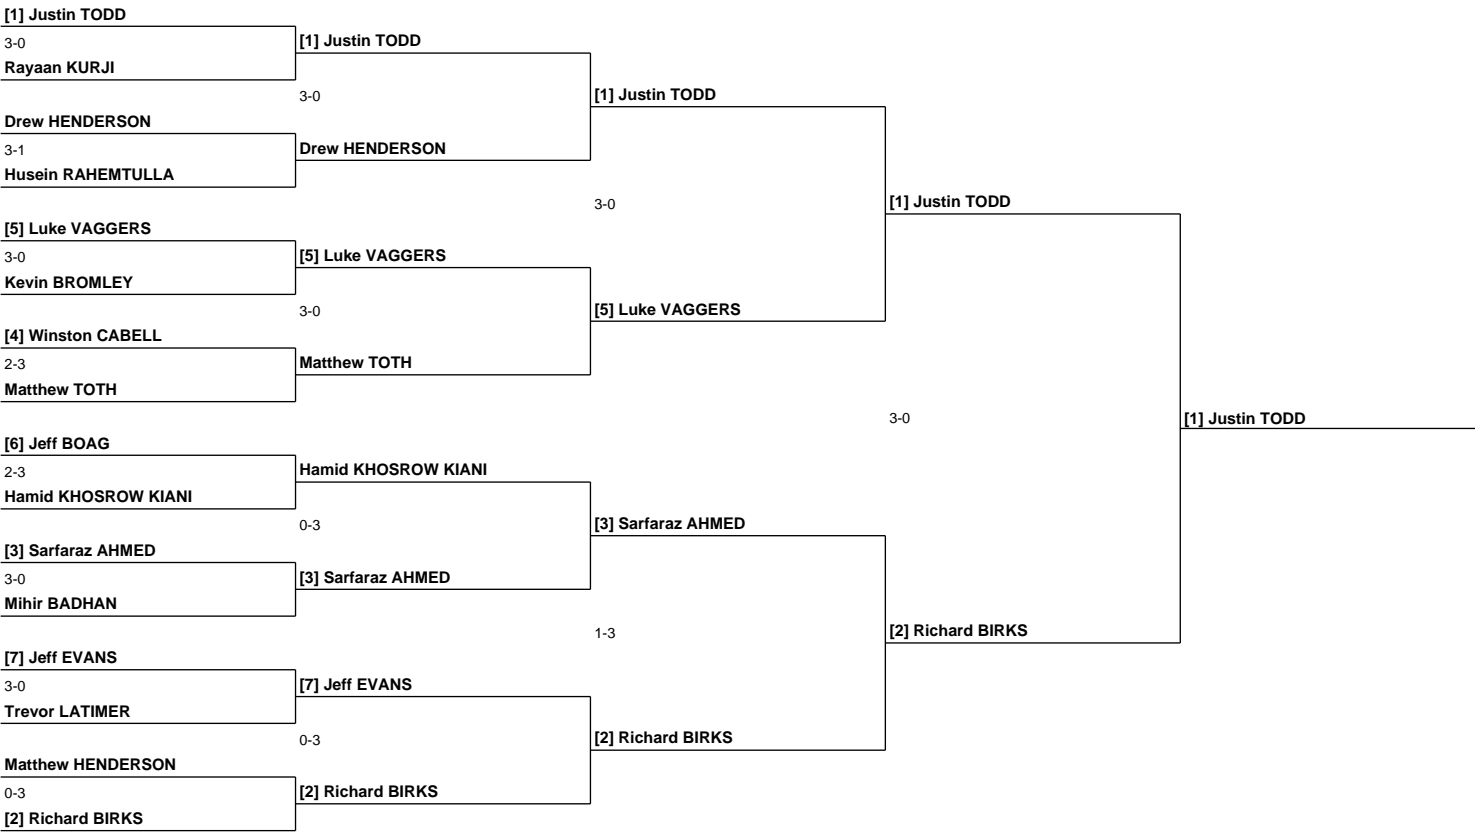 [1] Justin TODD
3-0
[1] Justin TODD
Rayaan KURJI
3-0
[1] Justin TODD
Drew HENDERSON
3-1
Drew HENDERSON
Husein RAHEMTULLA
3-0
[1] Justin TODD
[5] Luke VAGGERS
3-0
[5] Luke VAGGERS
Kevin BROMLEY
3-0
[5] Luke VAGGERS
[4] Winston CABELL
2-3
Matthew TOTH
Matthew TOTH
3-0
[1] Justin TODD
[6] Jeff BOAG
2-3
Hamid KHOSROW KIANI
Hamid KHOSROW KIANI
0-3
[3] Sarfaraz AHMED
[3] Sarfaraz AHMED
3-0
[3] Sarfaraz AHMED
Mihir BADHAN
1-3
[2] Richard BIRKS
[7] Jeff EVANS
3-0
[7] Jeff EVANS
Trevor LATIMER
0-3
[2] Richard BIRKS
Matthew HENDERSON
0-3
[2] Richard BIRKS
[2] Richard BIRKS